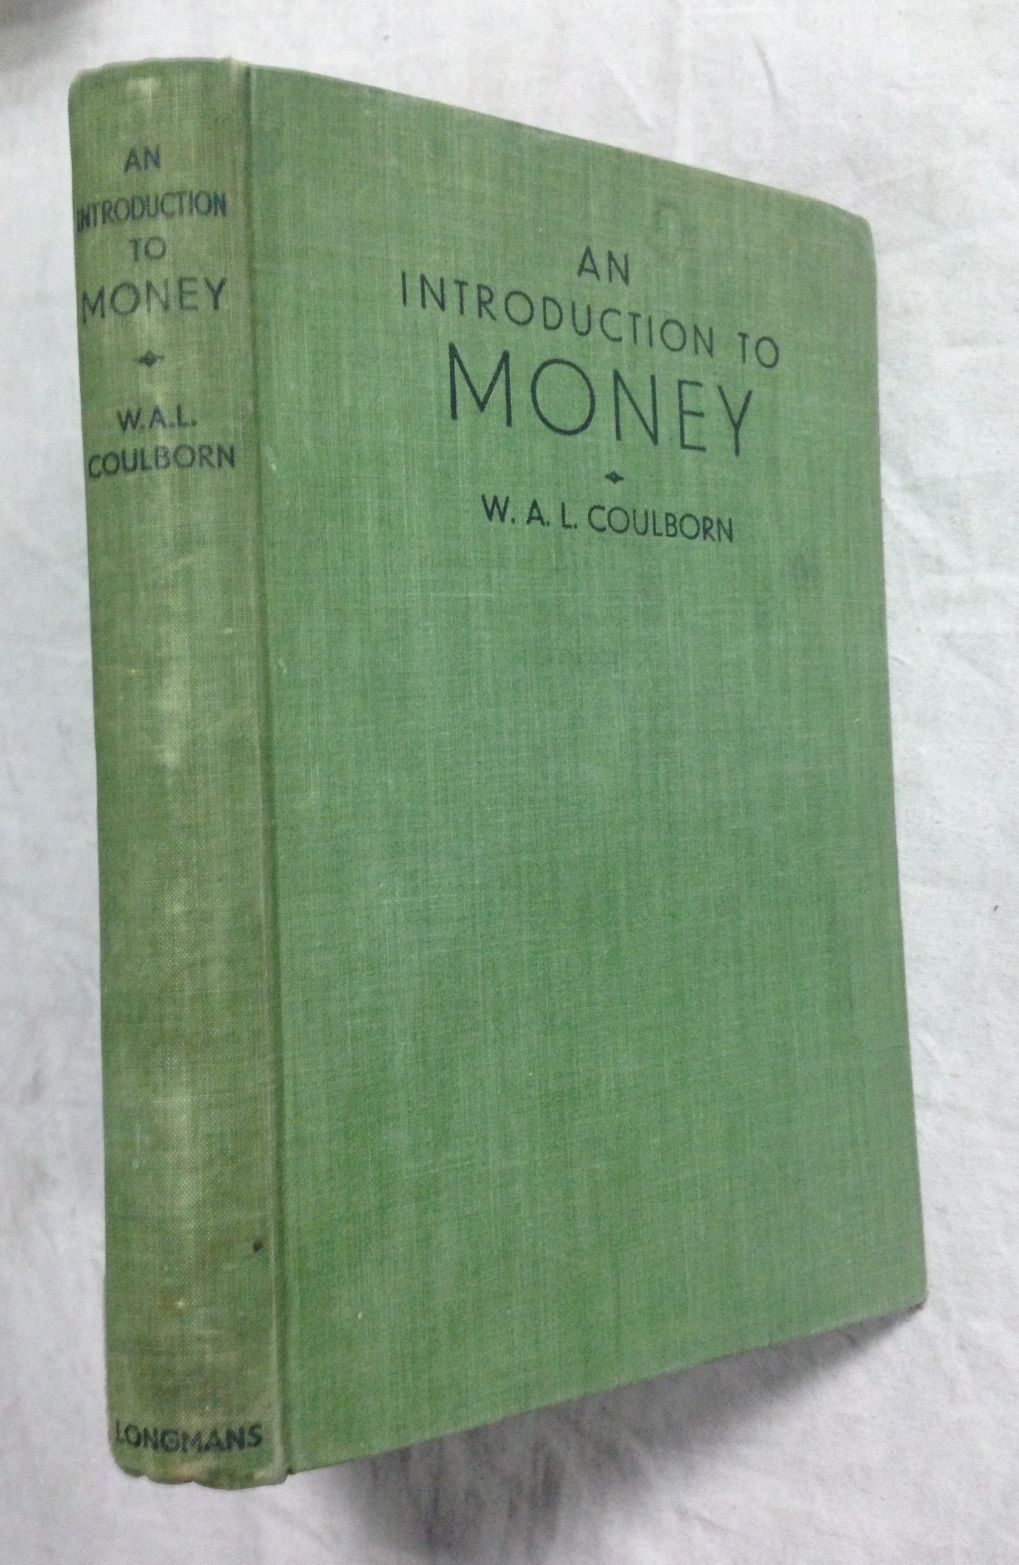 AN
INTRODUCTION
TO
MONEY
W.A.L.
COULBORN
LONGMANS
AN
INTRODUCTION TO
MONEY
W. A. L. COULBORN